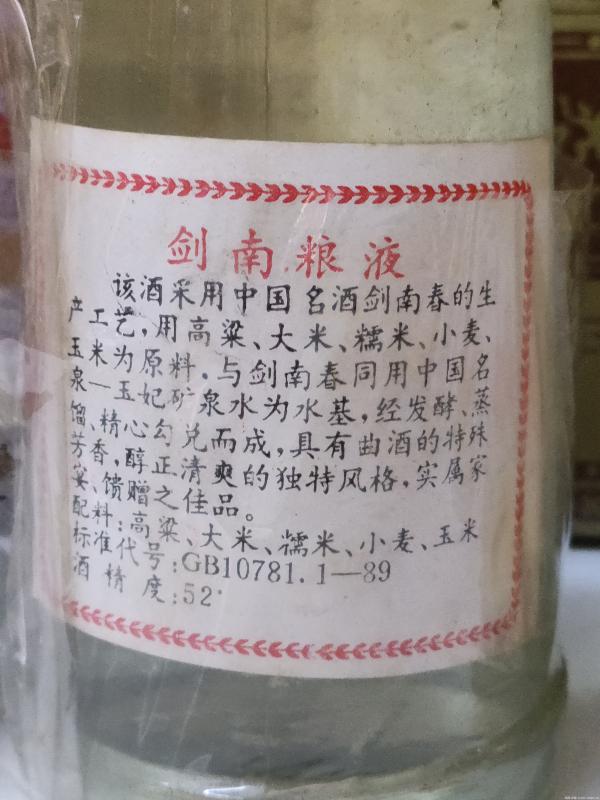 剑南粮液
该酒采用中国名酒剑南春的生
产工艺,用高粱、大米、糯米、小麦、
玉米为原料.与剑南春同用中国名
泉—玉妃矿泉水为水基,经发酵、蒸
馏、精心勾兑而成,具有曲酒的特殊
芳香,醇正清爽的独特风格,实属家
宴、馈赠之佳品。
配料:高粱、大米、糯米、小麦、玉米
标准代号:GB10781.1—89
酒精度:52°